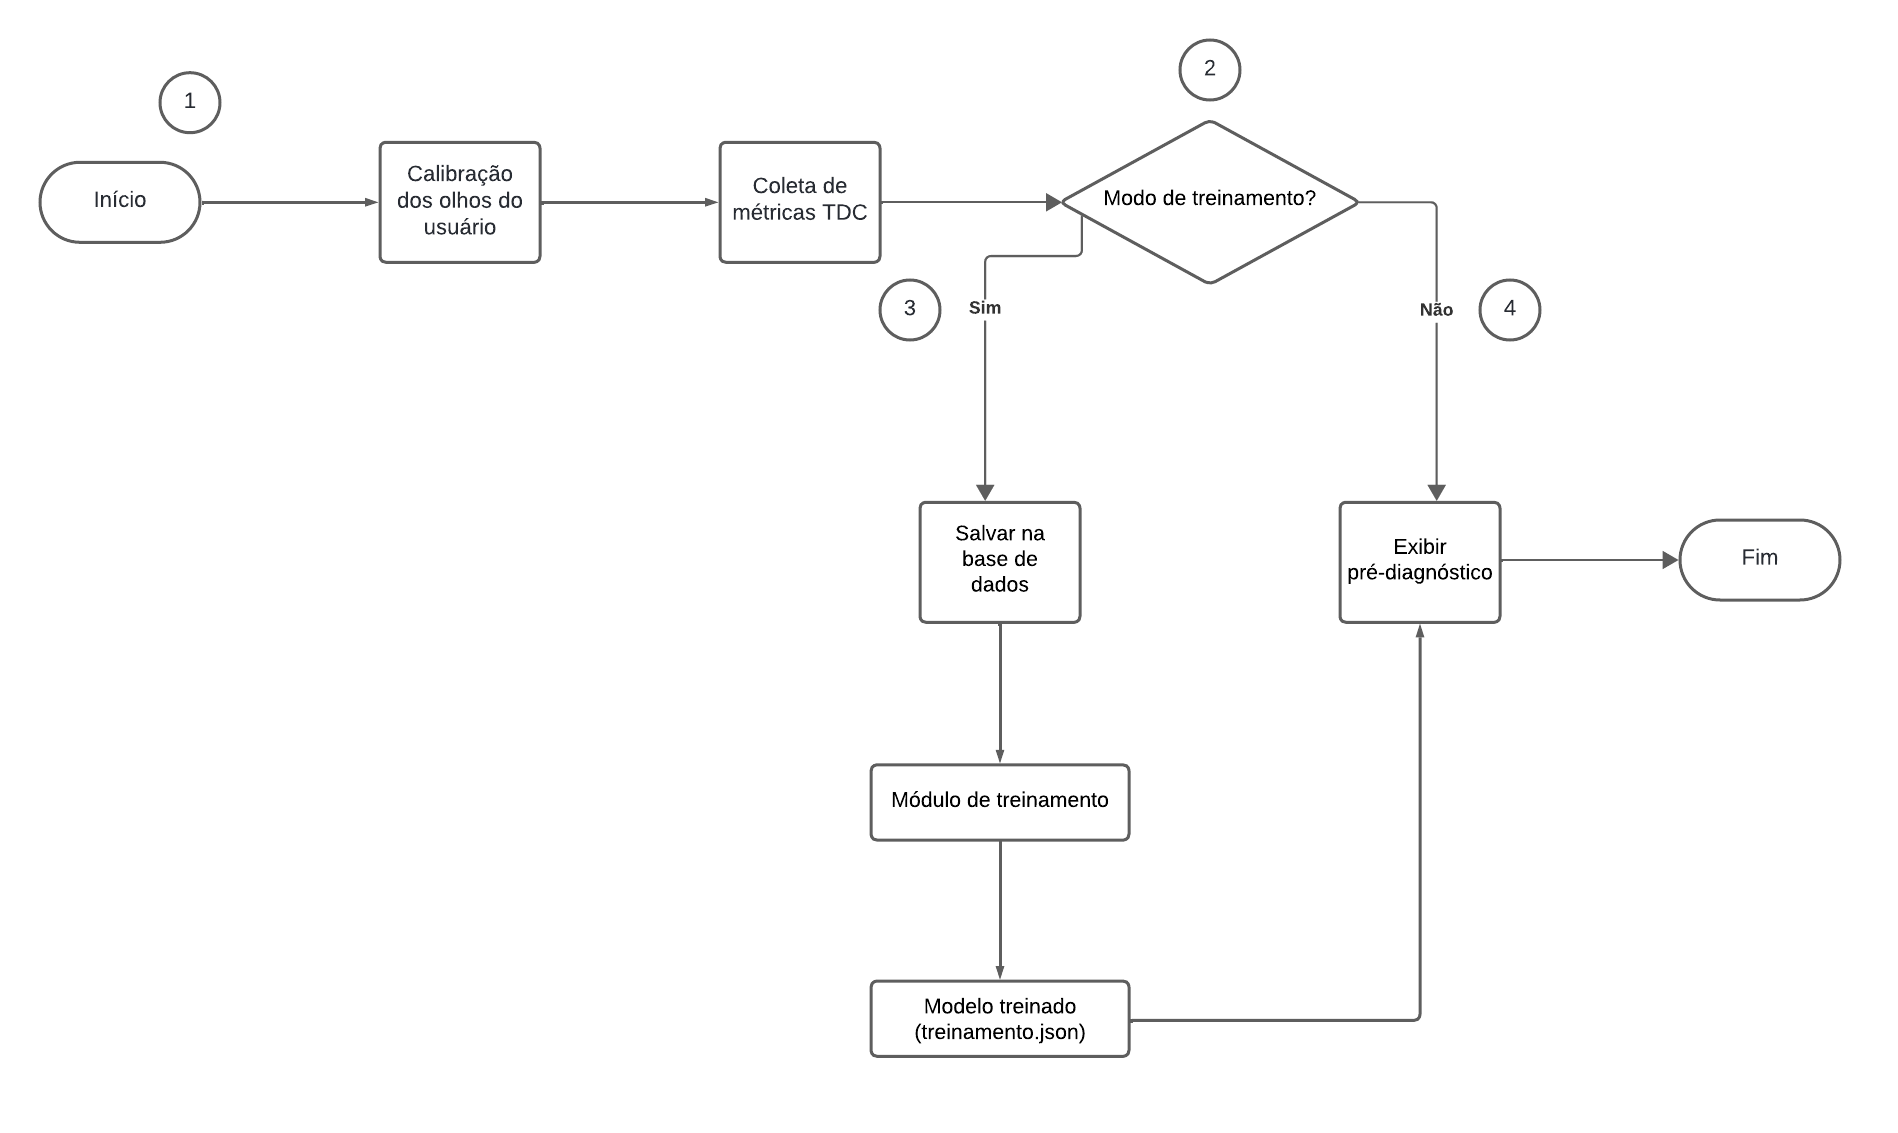 1
2
Início
Calibração
dos olhos do
usuário
Coleta de
métricas TDC
Modo de treinamento?
3
Sim
Não
4
Salvar na
base de
dados
Exibir
pré-diagnóstico
Fim
Módulo de treinamento
Modelo treinado
(treinamento.json)